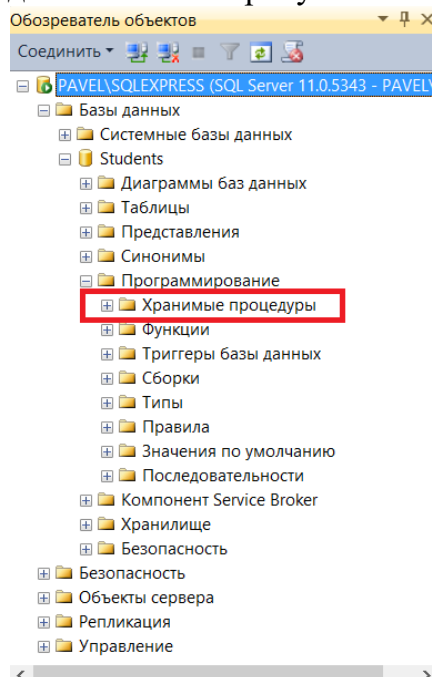 Обозреватель объектов
Соединить
PAVEL\SQLEXPRESS (SQL Server 11.0.5343 - PAVEL\
Базы данных
Системные базы данных
Students
Диаграммы баз данных
Таблицы
Представления
Синонимы
Программирование
Хранимые процедуры
Функции
Триггеры базы данных
Сборки
Типы
Правила
Значения по умолчанию
Последовательности
Компонент Service Broker
Хранилище
Безопасность
Безопасность
Объекты сервера
Репликация
Управление